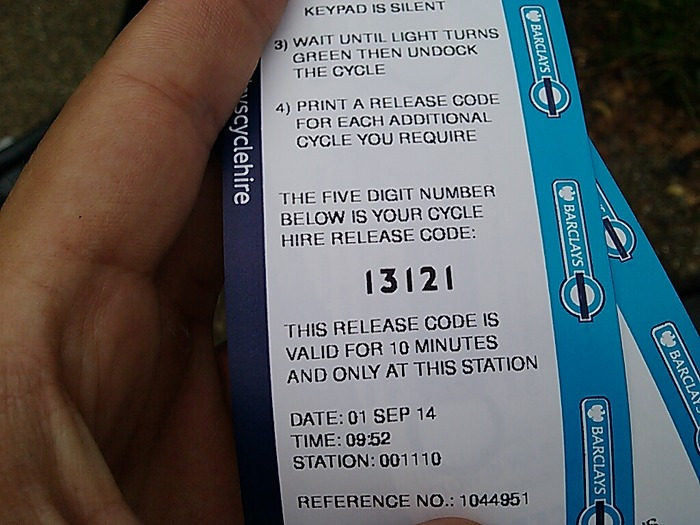 KEYPAD IS SILENT
3) WAIT UNTIL LIGHT TURNS
GREEN THEN UNDOCK
THE CYCLE
4) PRINT A RELEASE CODE
FOR EACH ADDITIONAL
CYCLE YOU REQUIRE
THE FIVE DIGIT NUMBER
BELOW IS YOUR CYCLE
HIRE RELEASE CODE:
13121
THIS RELEASE CODE IS
VALID FOR 10 MINUTES
AND ONLY AT THIS STATION
DATE: 01 SEP 14
TIME: 09:52
STATION: 001110
REFERENCE NO.: 1044951
yscyclehire
BARCLAYS
BARCLAYS
BARCLAYS
BARCLAY